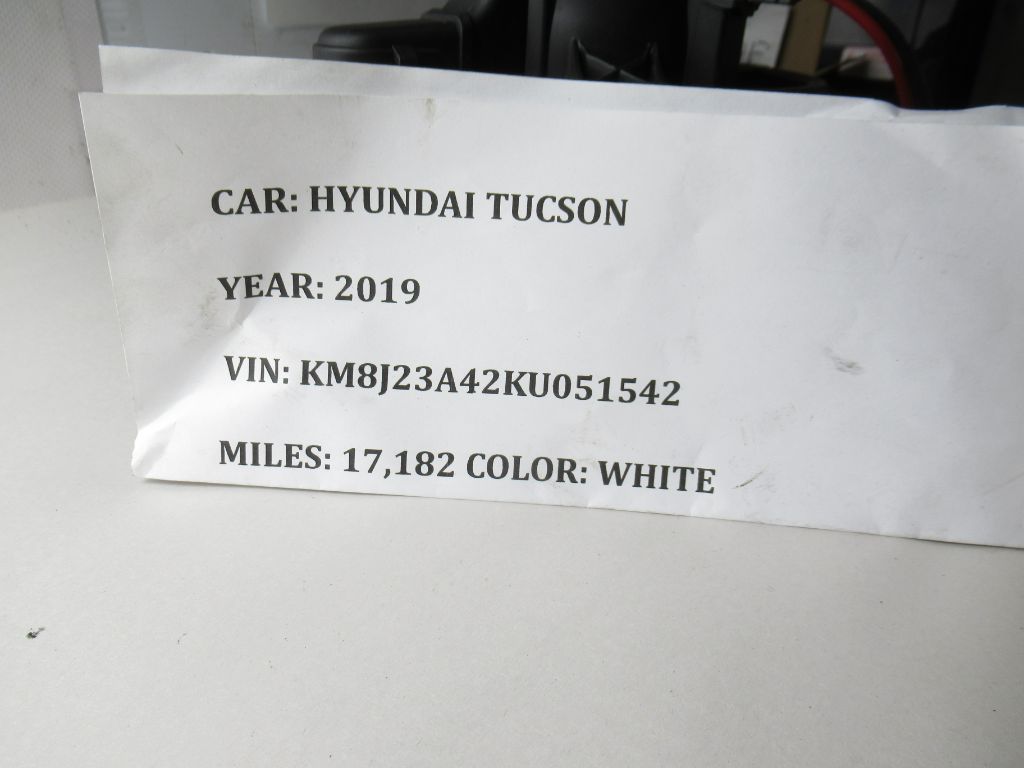 CAR: HYUNDAI TUCSON
YEAR: 2019
VIN: KM8J23A42KU051542
MILES: 17,182 COLOR: WHITE